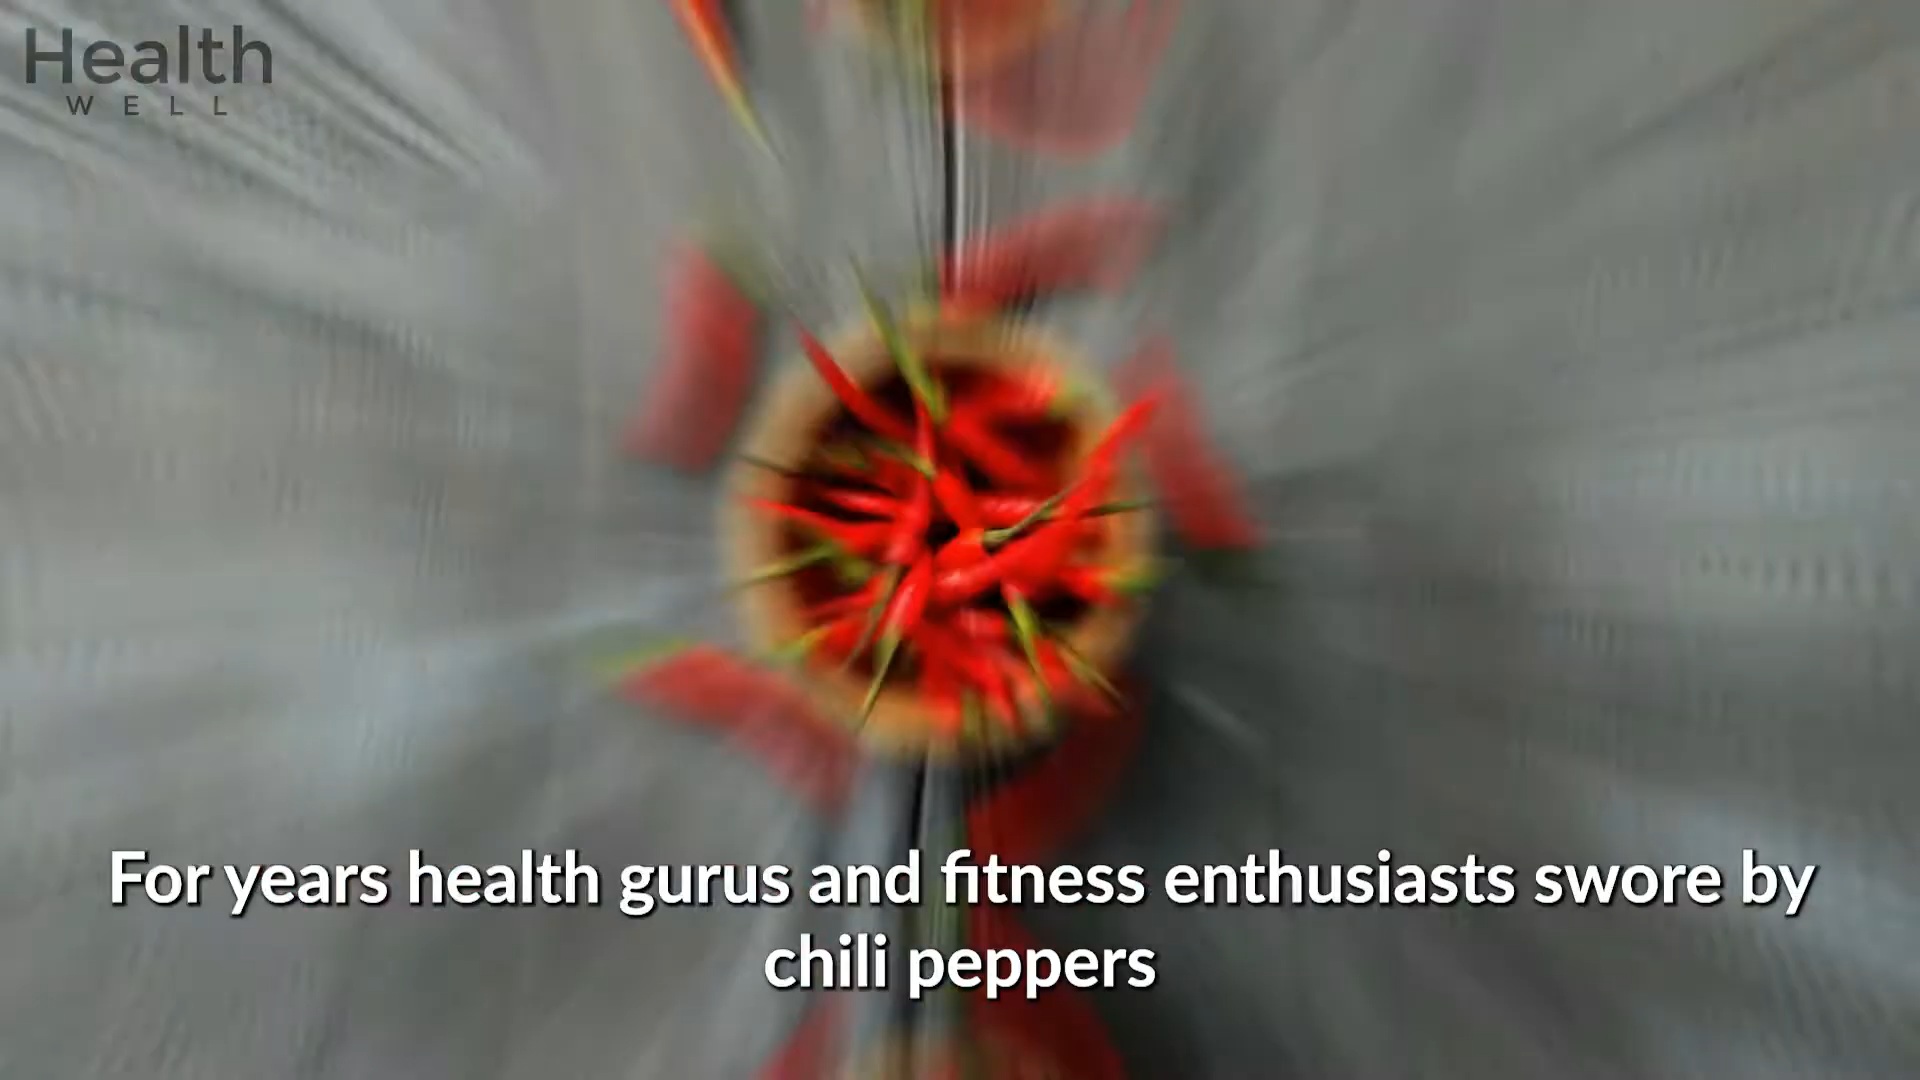 Health
WELL
For years health gurus and fitness enthusiasts swore by
chili peppers